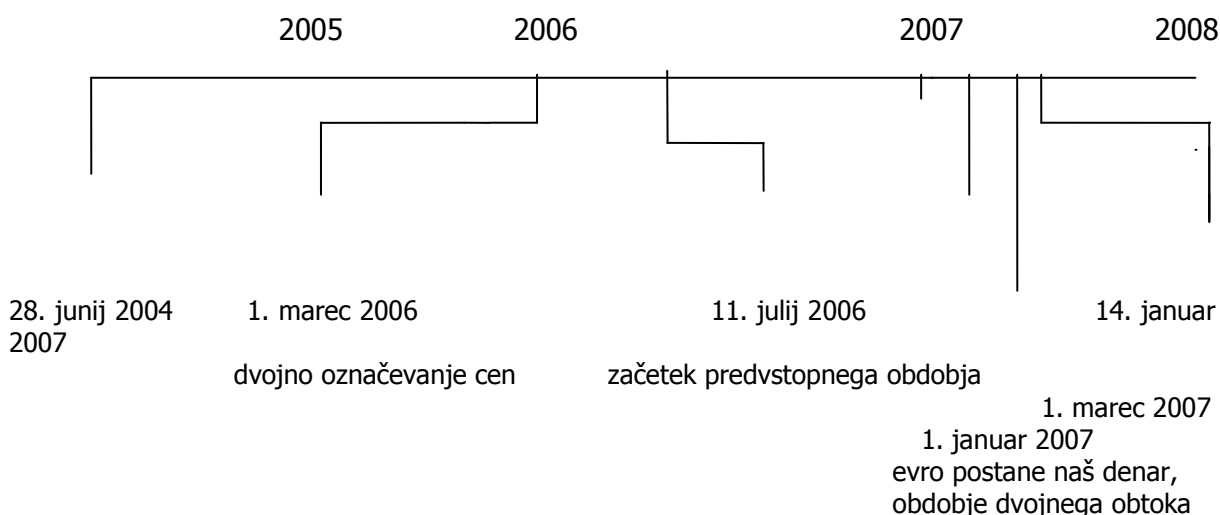 2005 2006 2007 2008
28. junij 2004 1. marec 2006 11. julij 2006 14. januar
2007
dvojno označevanje cen začetek predvstopnega obdobja
1. marec 2007
1. januar 2007
evro postane naš denar,
obdobje dvojnega obtoka